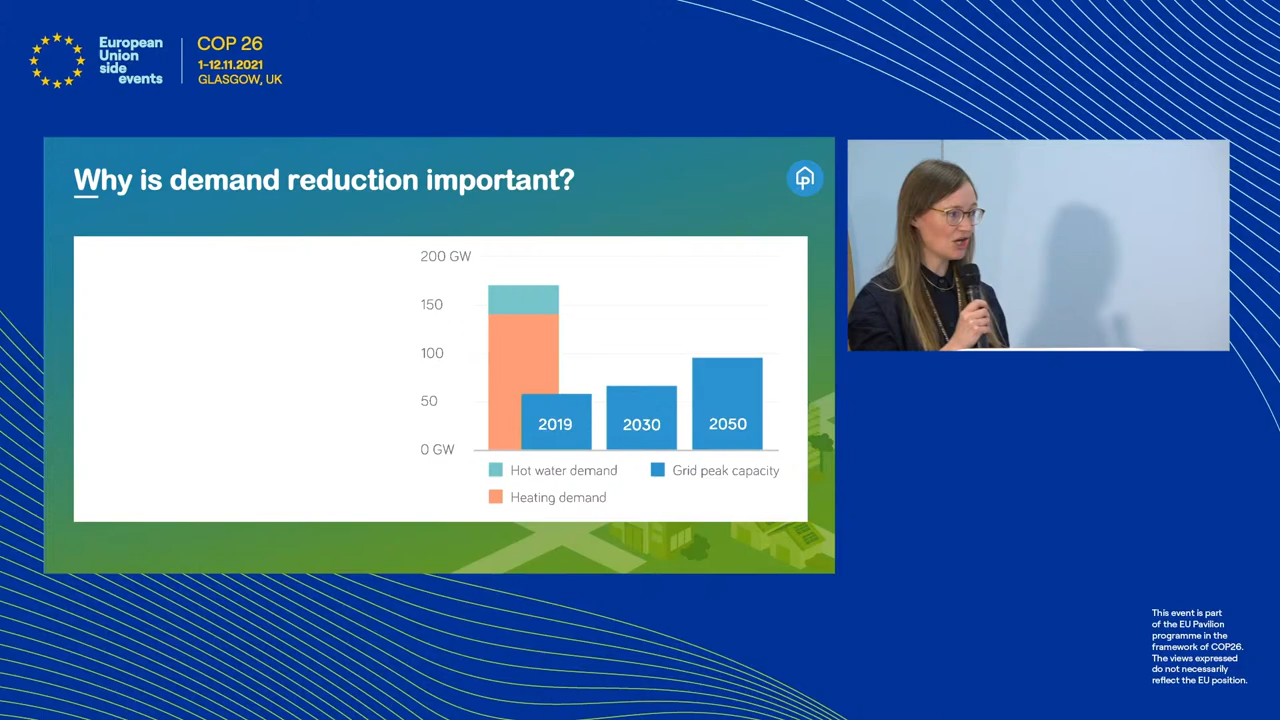 European
Union
side
events
COP 26
1-12.11.2021
GLASGOW, UK
Why is demand reduction important?
200 GW
150
100
50
0 GW
2019
2030
2050
Hot water demand
Grid peak capacity
Heating demand
This event is part
of the EU Pavilion
programme in the
framework of COP26.
The views expressed
do not necessarily
reflect the EU position.